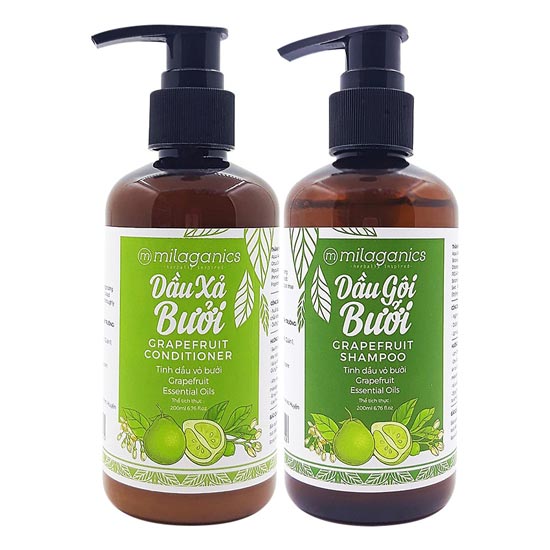 milaganics
herbally inspired
Dầu Xả
Bưởi
GRAPEFRUIT
CONDITIONER
Tinh dầu vỏ bưởi
Grapefruit
Essential Oils
Thể tích thực
200ml 6.76 fl.oz
milaganics
herbally inspired
Dầu Gội
Bưởi
GRAPEFRUIT
SHAMPOO
Tinh dầu vỏ bưởi
Grapefruit
Essential Oils
Thể tích thực
200ml 6.76 fl.oz